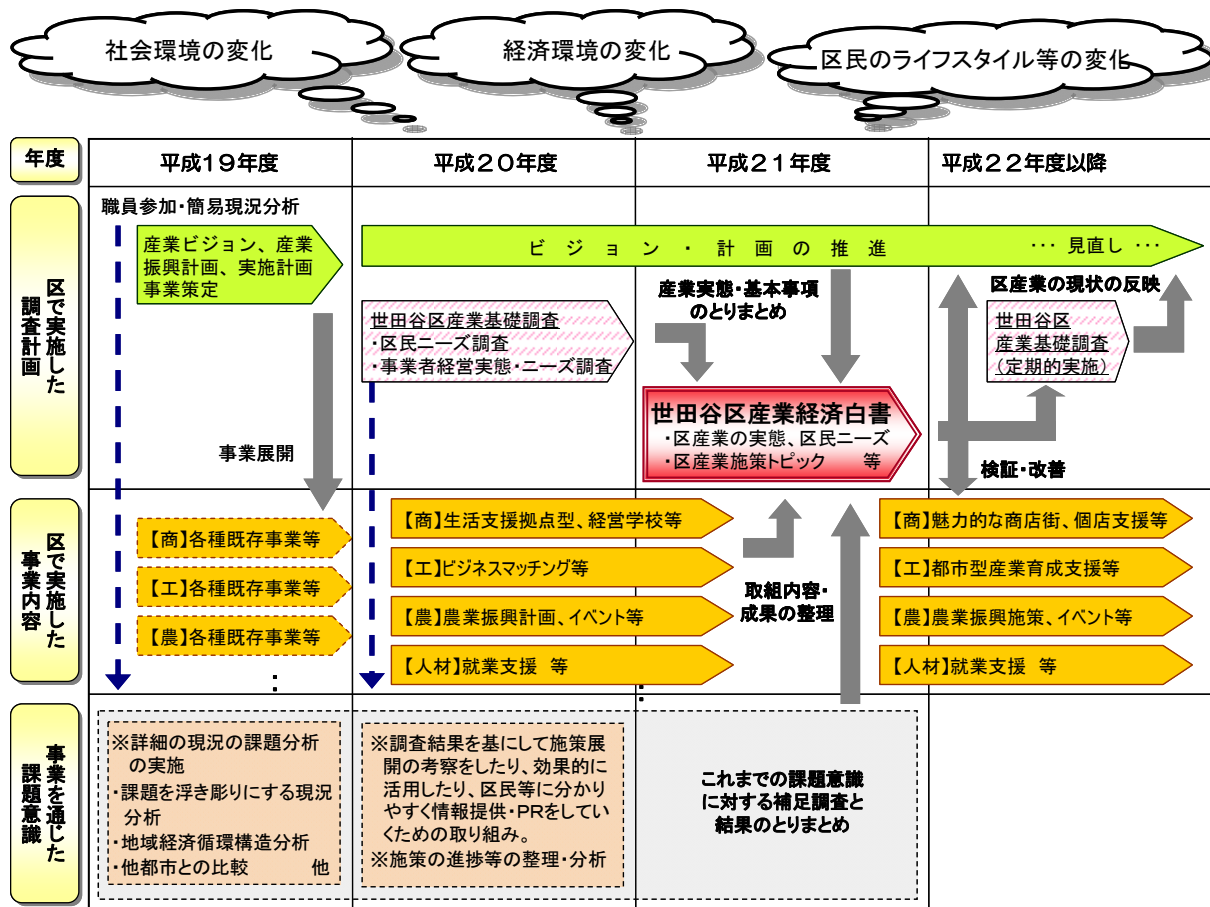 社会環境の変化
経済環境の変化
区民のライフスタイル等の変化
年度
平成19年度
平成20年度
平成21年度
平成22年度以降
区で実施した
調査計画
職員参加・簡易現況分析
産業ビジョン、産業
振興計画、実施計画
事業策定
ビジョン・計画の推進
… 見直し …
世田谷区産業基礎調査
・区民ニーズ調査
・事業者経営実態・ニーズ調査
産業実態・基本事項
のとりまとめ
区産業の現状の反映
世田谷区
産業基礎調査
(定期的実施)
世田谷区産業経済白書
・区産業の実態、区民ニーズ
・区産業施策トピック 等
事業展開
検証・改善
区で実施した
事業内容
【商】各種既存事業等
【工】各種既存事業等
【農】各種既存事業等
:
【商】生活支援拠点型、経営学校等
【工】ビジネスマッチング等
【農】農業振興計画、イベント等
【人材】就業支援 等
:
取組内容・
成果の整理
【商】魅力的な商店街、個店支援等
【工】都市型産業育成支援等
【農】農業振興施策、イベント等
【人材】就業支援 等
事業を通じた
課題意識
※詳細の現況の課題分析
の実施
・課題を浮き彫りにする現況
分析
・地域経済循環構造分析
・他都市との比較 他
※調査結果を基にして施策展
開の考察をしたり、効果的に
活用したり、区民等に分かり
やすく情報提供・PRをしてい
くための取り組み。
※施策の進捗等の整理・分析
これまでの課題意識
に対する補足調査と
結果のとりまとめ